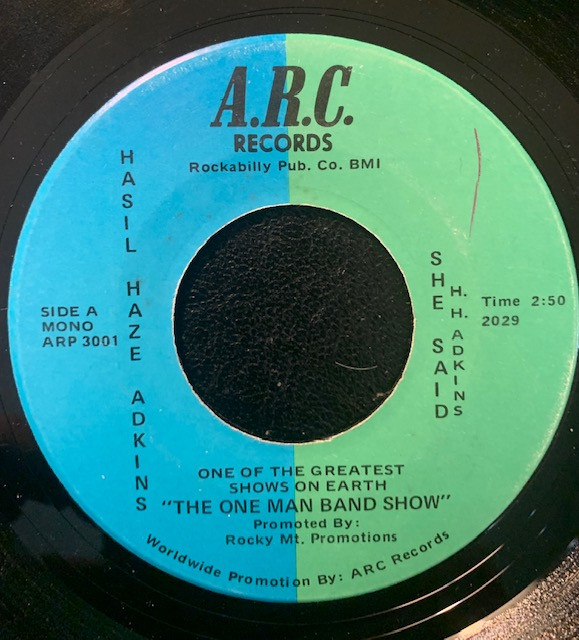 A.R.C.
RECORDS
Rockabilly Pub. Co. BMI
HASIL HAZE ADKINS
SIDE A
MONO
ARP 3001
SHE SAID
H. H. ADKINS
Time 2:50
2029
ONE OF THE GREATEST
SHOWS ON EARTH
"THE ONE MAN BAND SHOW"
Promoted By:
Rocky Mt. Promotions
Worldwide Promotion By: ARC Records